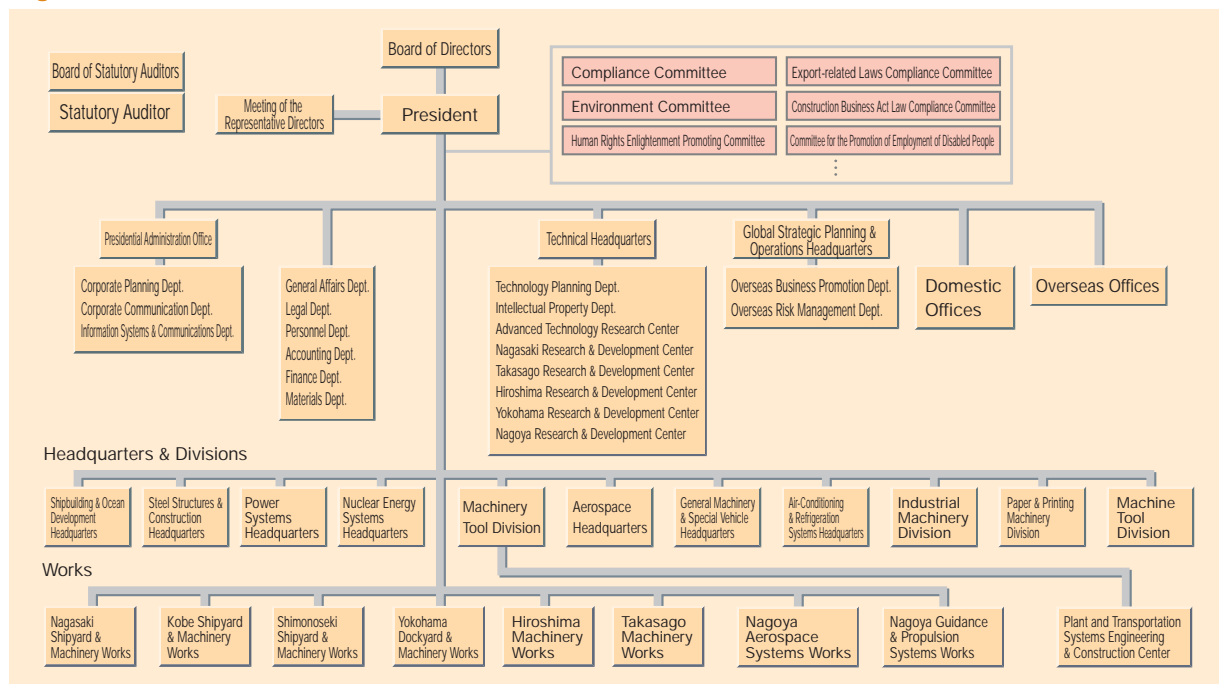 Board of Directors
Board of Statutory Auditors
Statutory Auditor
Meeting of the
Representative Directors
President
Compliance Committee
Export-related Laws Compliance Committee
Environment Committee
Construction Business Act Law Compliance Committee
Human Rights Enlightenment Promoting Committee
Committee for the Promotion of Employment of Disabled People
⋮
Presidential Administration Office
Corporate Planning Dept.
Corporate Communication Dept.
Information Systems & Communications Dept.
General Affairs Dept.
Legal Dept.
Personnel Dept.
Accounting Dept.
Finance Dept.
Materials Dept.
Technical Headquarters
Technology Planning Dept.
Intellectual Property Dept.
Advanced Technology Research Center
Nagasaki Research & Development Center
Takasago Research & Development Center
Hiroshima Research & Development Center
Yokohama Research & Development Center
Nagoya Research & Development Center
Global Strategic Planning &
Operations Headquarters
Overseas Business Promotion Dept.
Overseas Risk Management Dept.
Domestic
Offices
Overseas Offices
Headquarters & Divisions
Shipbuilding & Ocean
Development
Headquarters
Steel Structures &
Construction
Headquarters
Power
Systems
Headquarters
Nuclear Energy
Systems
Headquarters
Machinery
Tool Division
Aerospace
Headquarters
General Machinery
& Special Vehicle
Headquarters
Air-Conditioning
& Refrigeration
Systems Headquarters
Industrial
Machinery
Division
Paper & Printing
Machinery
Division
Machine
Tool
Division
Works
Nagasaki
Shipyard &
Machinery Works
Kobe Shipyard
& Machinery
Works
Shimonoseki
Shipyard &
Machinery Works
Yokohama
Dockyard &
Machinery Works
Hiroshima
Machinery
Works
Takasago
Machinery
Works
Nagoya
Aerospace
Systems Works
Nagoya Guidance
& Propulsion
Systems Works
Plant and Transportation
Systems Engineering
& Construction Center